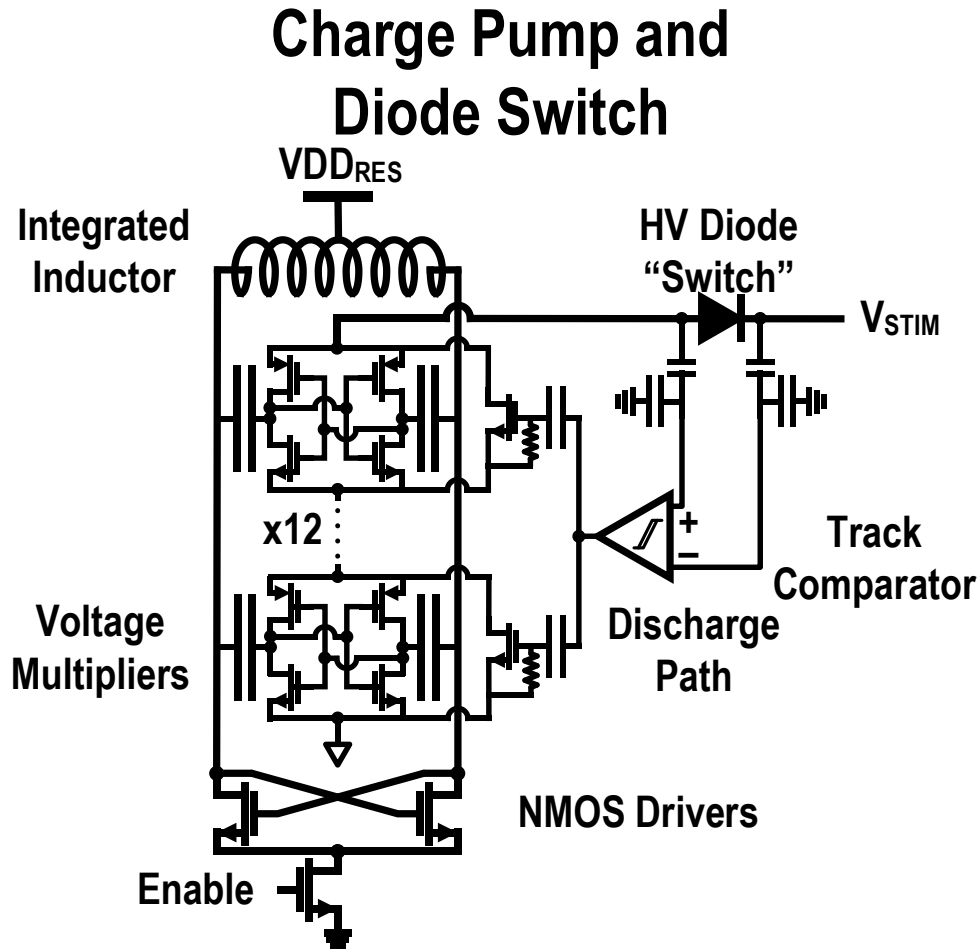 Charge Pump and
Diode Switch
VDDRES
Integrated
Inductor
HV Diode
“Switch”
VSTIM
x12
+
−
Track
Comparator
Voltage
Multipliers
Discharge
Path
NMOS Drivers
Enable